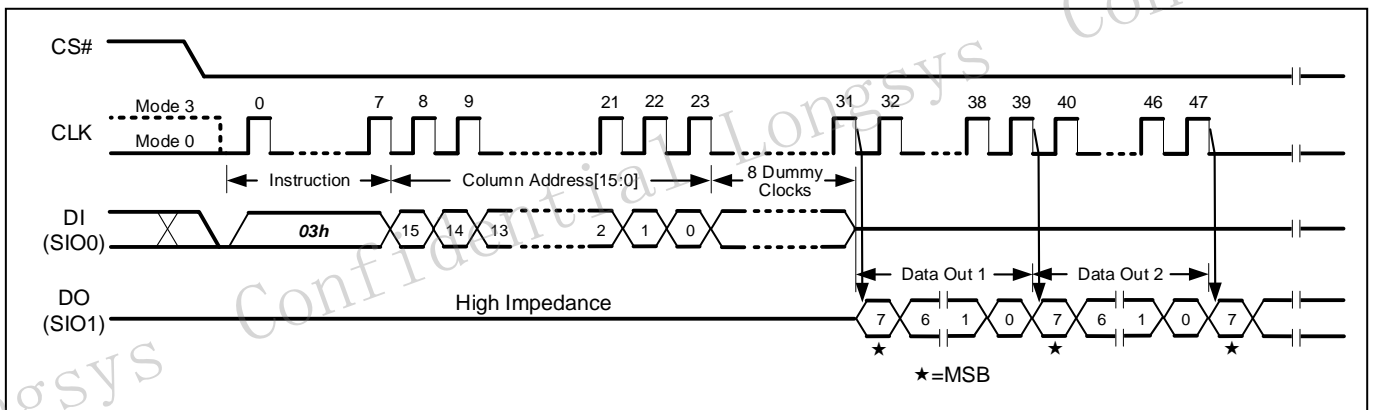 CS#
Mode 3
CLK
Mode 0
0 7 8 9 21 22 23 31 32 38 39 40 46 47
Instruction
Column Address[15:0]
8 Dummy
Clocks
DI
(SIO0)
03h 15 14 13 2 1 0
Data Out 1
Data Out 2
DO
(SIO1)
High Impedance
7 6 1 0 7 6 1 0 7
★ ★ ★
★=MSB
Confidential Longsys